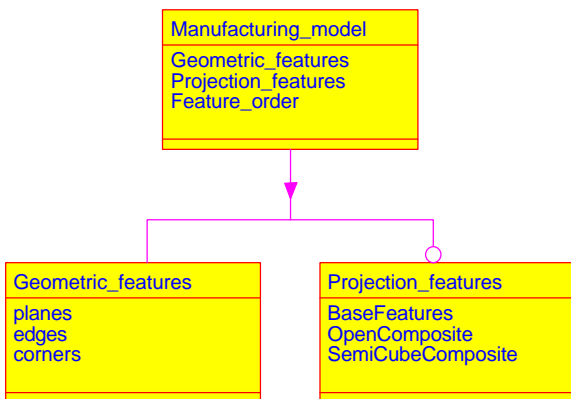 Manufacturing_model
Geometric_features
Projection_features
Feature_order
Geometric_features
planes
edges
corners
Projection_features
BaseFeatures
OpenComposite
SemiCubeComposite